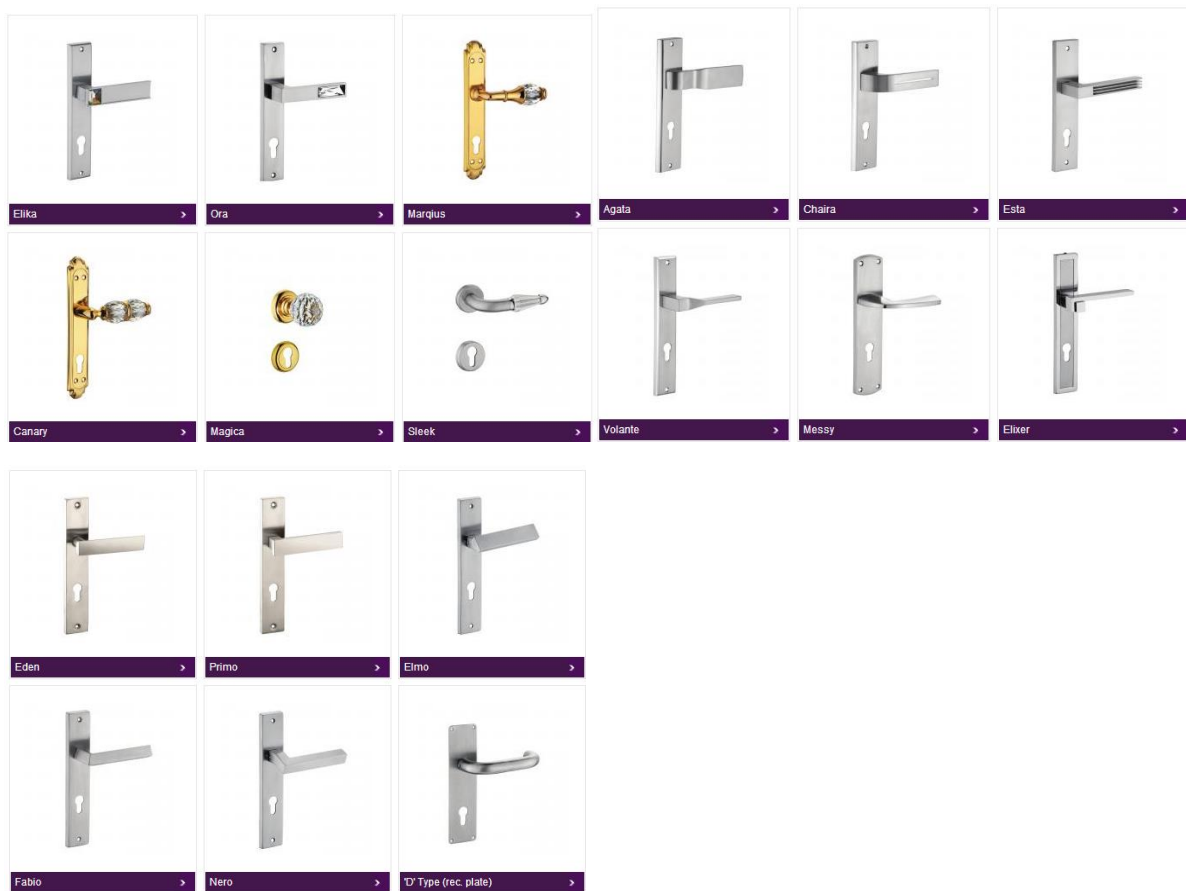 Elika
Ora
Marqius
Agata
Chaira
Esta
Canary
Magica
Sleek
Volante
Messy
Elixer
Eden
Primo
Elmo
Fabio
Nero
'D' Type (rec. plate)